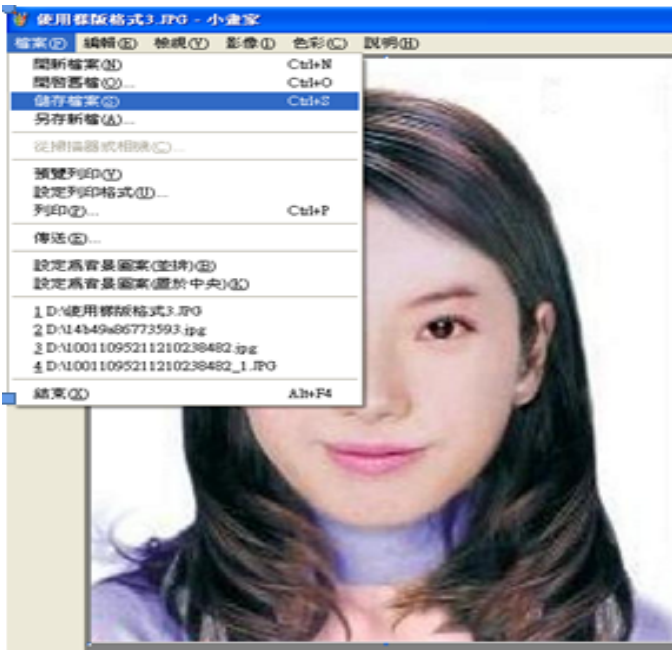 使用樣版格式3.JPG - 小畫家
檔案(F) 編輯(E) 檢視(V) 影像(I) 色彩(C) 說明(H)
開新檔案(N) Ctrl+N
開啟舊檔(O)... Ctrl+O
儲存檔案(S) Ctrl+S
另存新檔(A)...
從掃描器或相機(C)...
預覽列印(V)
設定列印格式(U)...
列印(P)... Ctrl+P
傳送(E)...
設定為背景圖案(並排)(B)
設定為背景圖案(置於中央)(K)
1 D:\使用樣版格式3.JPG
2 D:\14b49a86773593.jpg
3 D:\10011095211210238482.jpg
4 D:\10011095211210238482_1.JPG
結束(X) Alt+F4